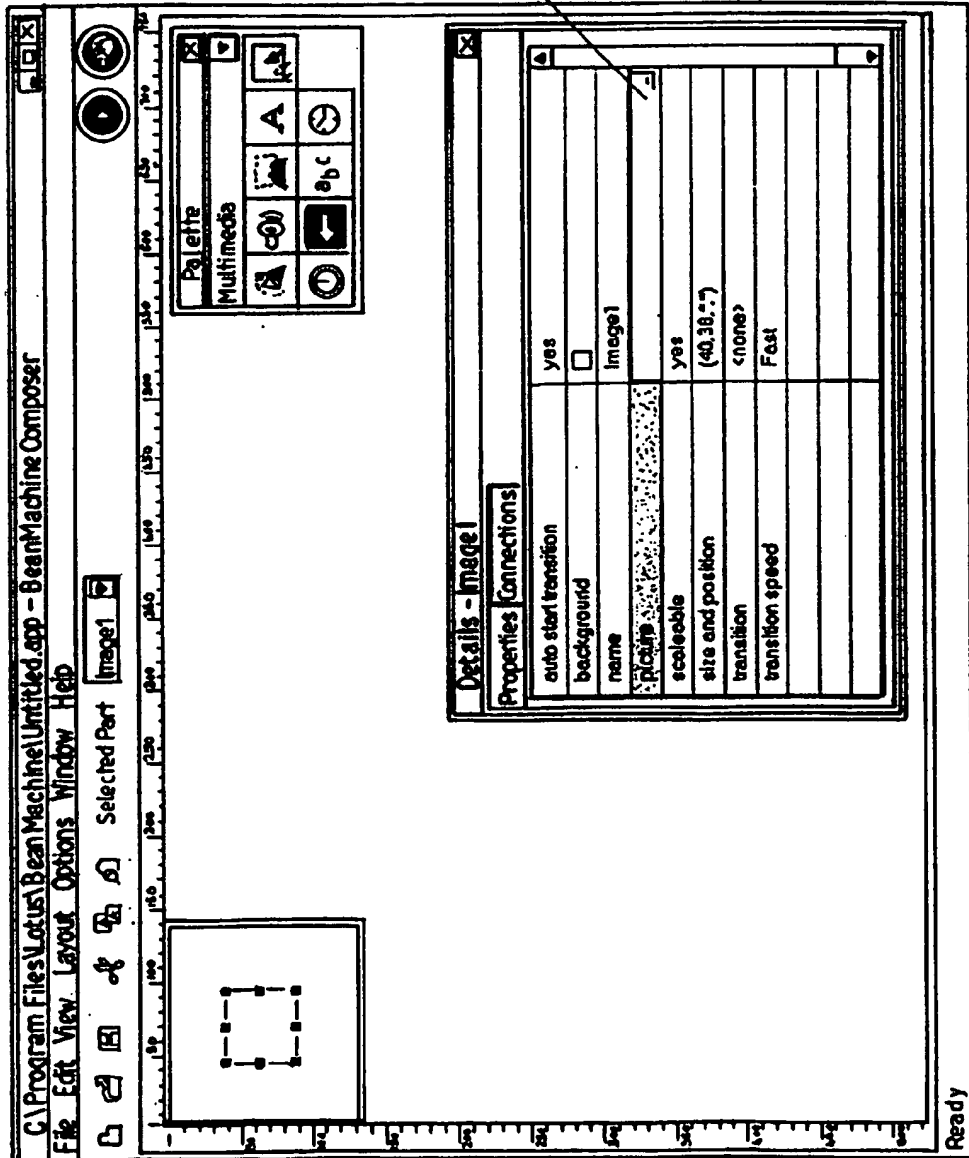 C:\Program Files\Lotus\BeanMachine\Untitled.app - BeanMachine Composer
File Edit View Layout Options Window Help
Selected Part Image1
Palette
Multimedia
A
abc
Details - Image1
Properties Connections
auto start transition yes
background
name Image1
picture
scaleable yes
size and position
transition <none>
transition speed Fast
Ready